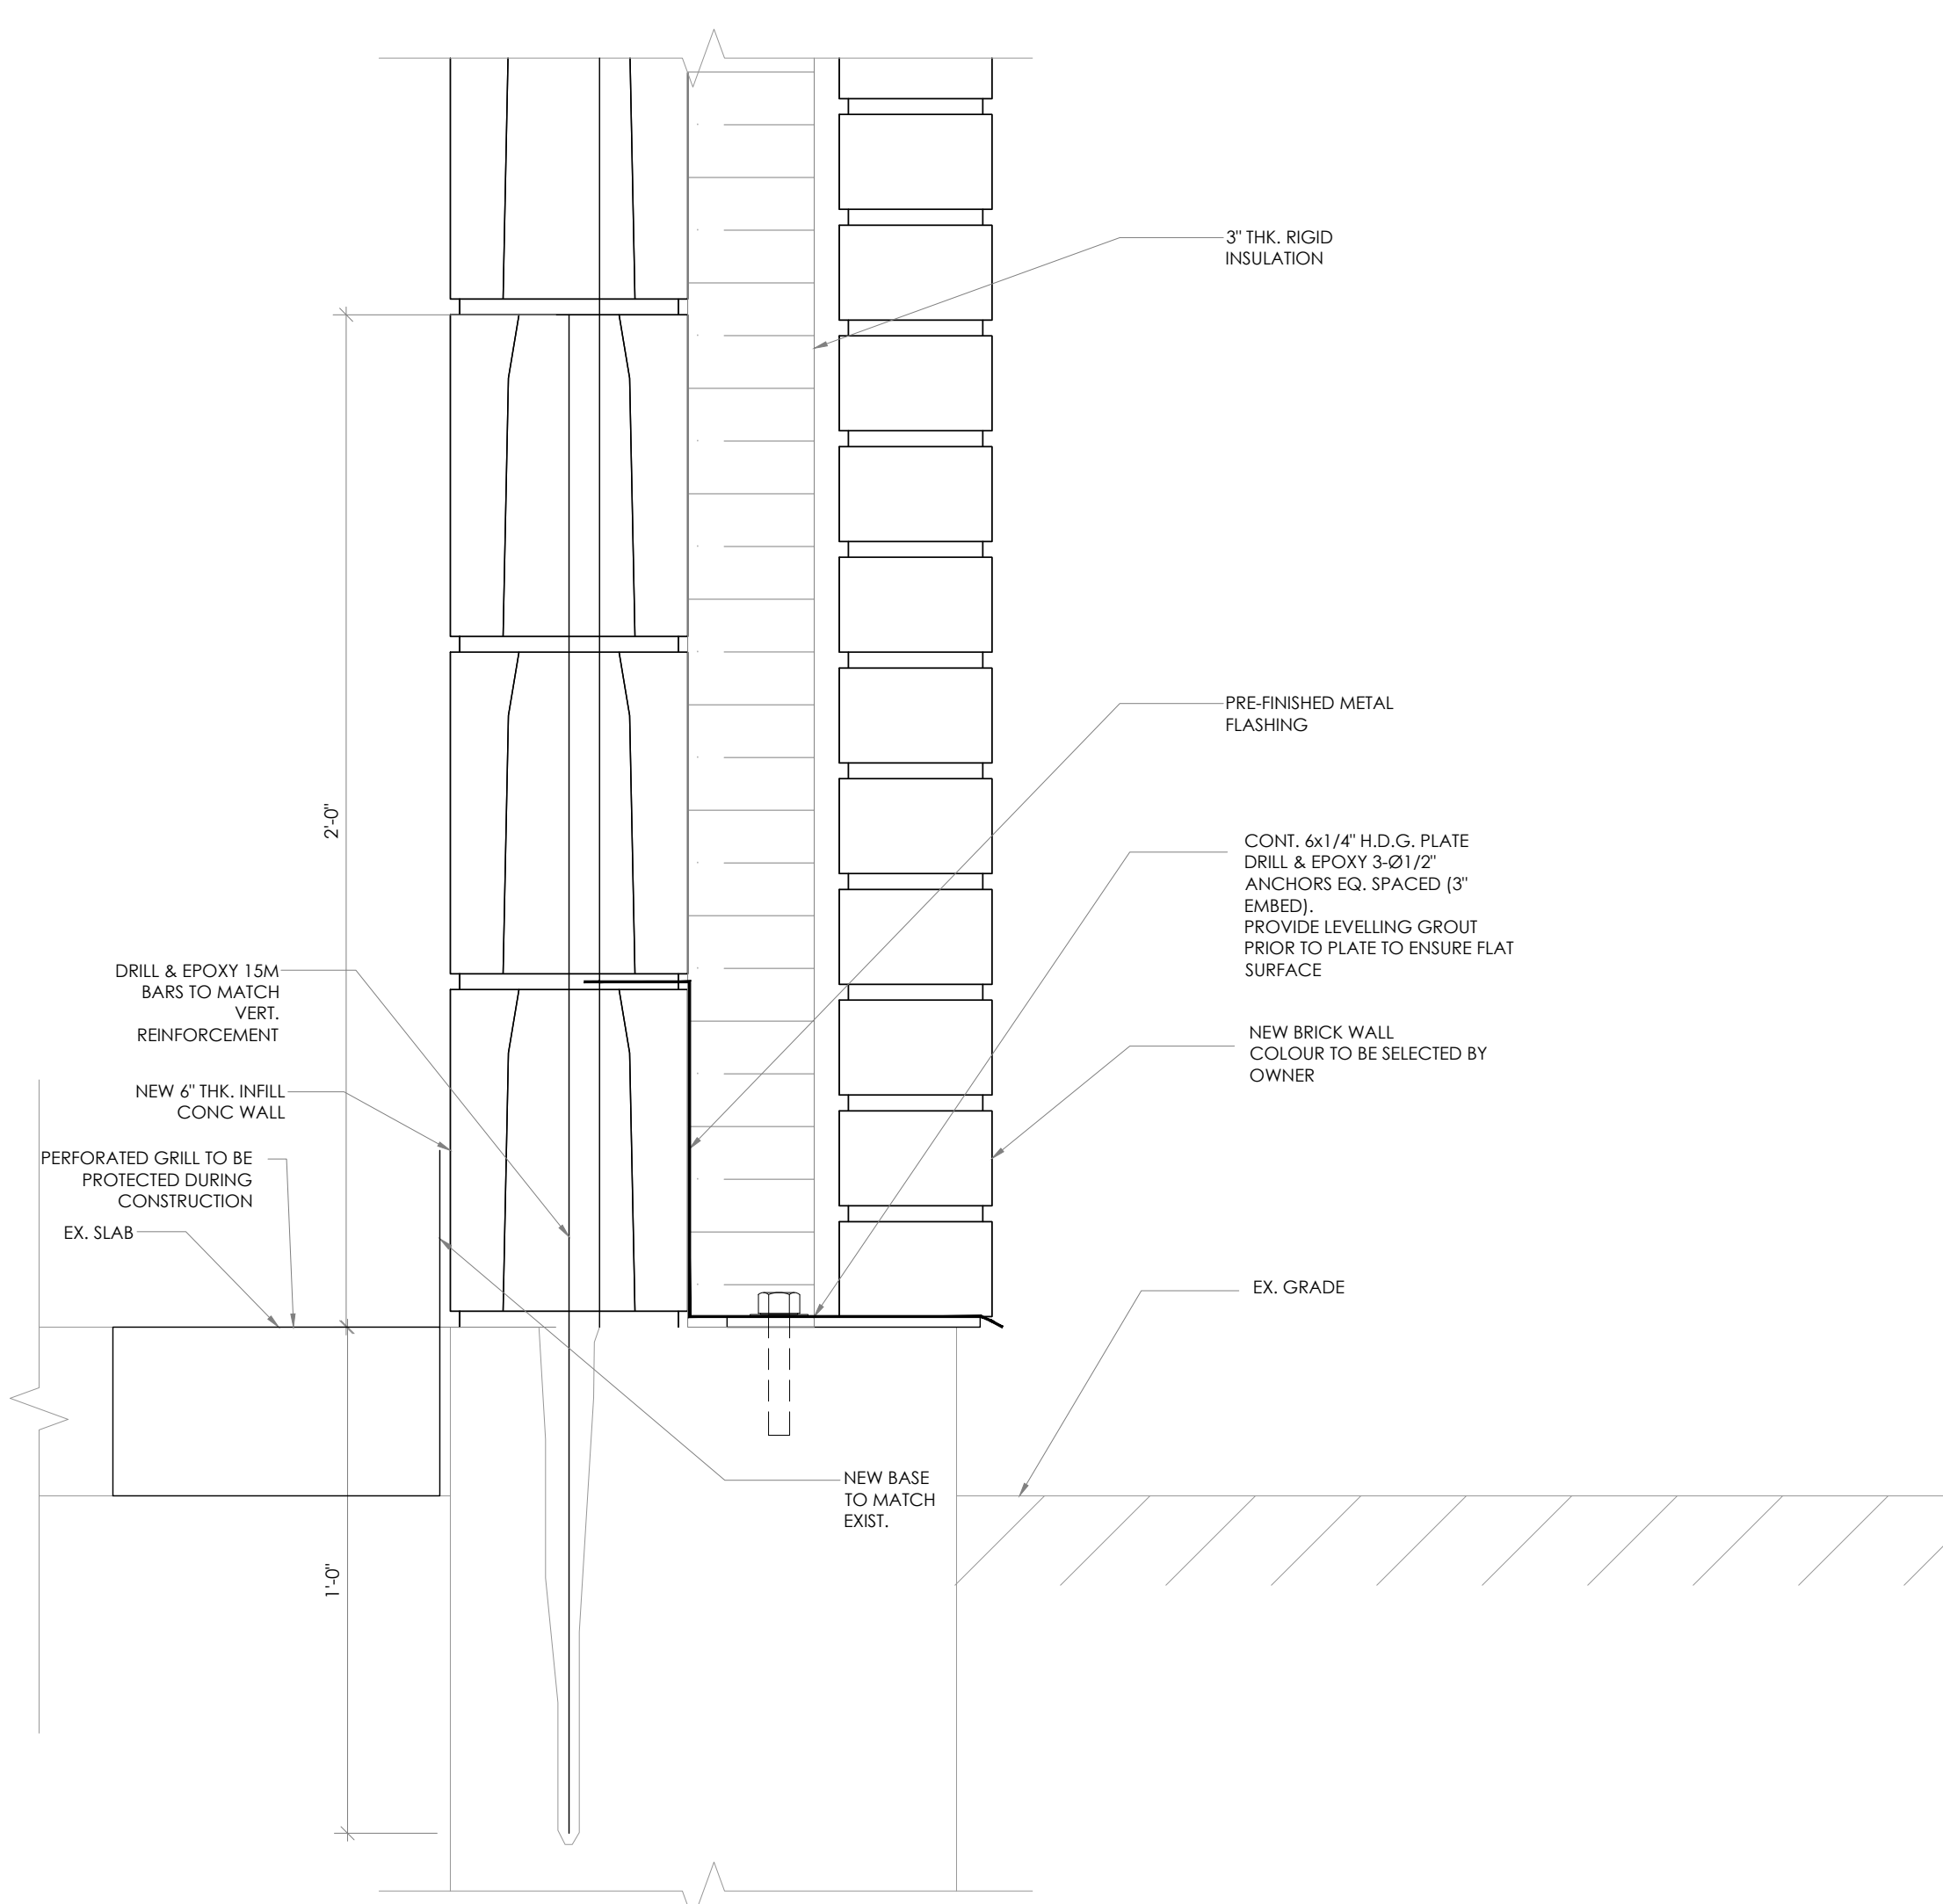 3" THK. RIGID
INSULATION
PRE-FINISHED METAL
FLASHING
2'-0"
CONT. 6x1/4" H.D.G. PLATE
DRILL & EPOXY 3-Ø1/2"
ANCHORS EQ. SPACED (3"
EMBED).
PROVIDE LEVELLING GROUT
PRIOR TO PLATE TO ENSURE FLAT
SURFACE
DRILL & EPOXY 15M
BARS TO MATCH
VERT.
REINFORCEMENT
NEW BRICK WALL
COLOUR TO BE SELECTED BY
OWNER
NEW 6" THK. INFILL
CONC WALL
PERFORATED GRILL TO BE
PROTECTED DURING
CONSTRUCTION
EX. SLAB
EX. GRADE
NEW BASE
TO MATCH
EXIST.
1'-0"